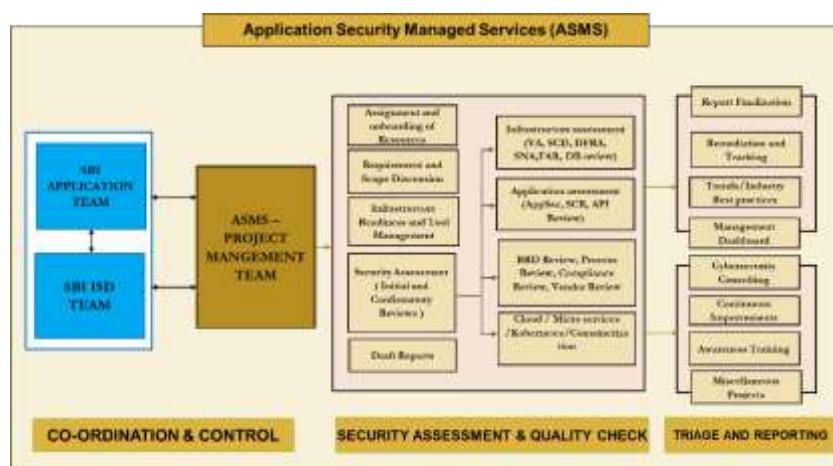 Application Security Managed Services (ASMS)
SBI
APPLICATION
TEAM
SBI ISD
TEAM
ASMS –
PROJECT
MANGEMENT
TEAM
Assignment and
onboarding of
Resources
Requirement and
Scope Discussion
Infrastructure
Readiness and Tool
Management
Security Assessment
( Initial and
Confirmatory
Reviews )
Draft Reports
Infrastructure assessment
(VA, SCD, DFRA,
SNA,FAR, DB review)
Application assessment
(AppSec, SCR, API
Review)
BRD Review, Process
Review, Compliance
Review, Vendor Review
Cloud / Micro services
Report Finalization
Remediation and
Tracking
Trends/Industry
Best practices
Management
Dashboard
Consulting
Continuous
Improvements
Awareness Training
Miscellaneous
Projects
CO-ORDINATION & CONTROL
SECURITY ASSESSMENT & QUALITY CHECK
TRIAGE AND REPORTING